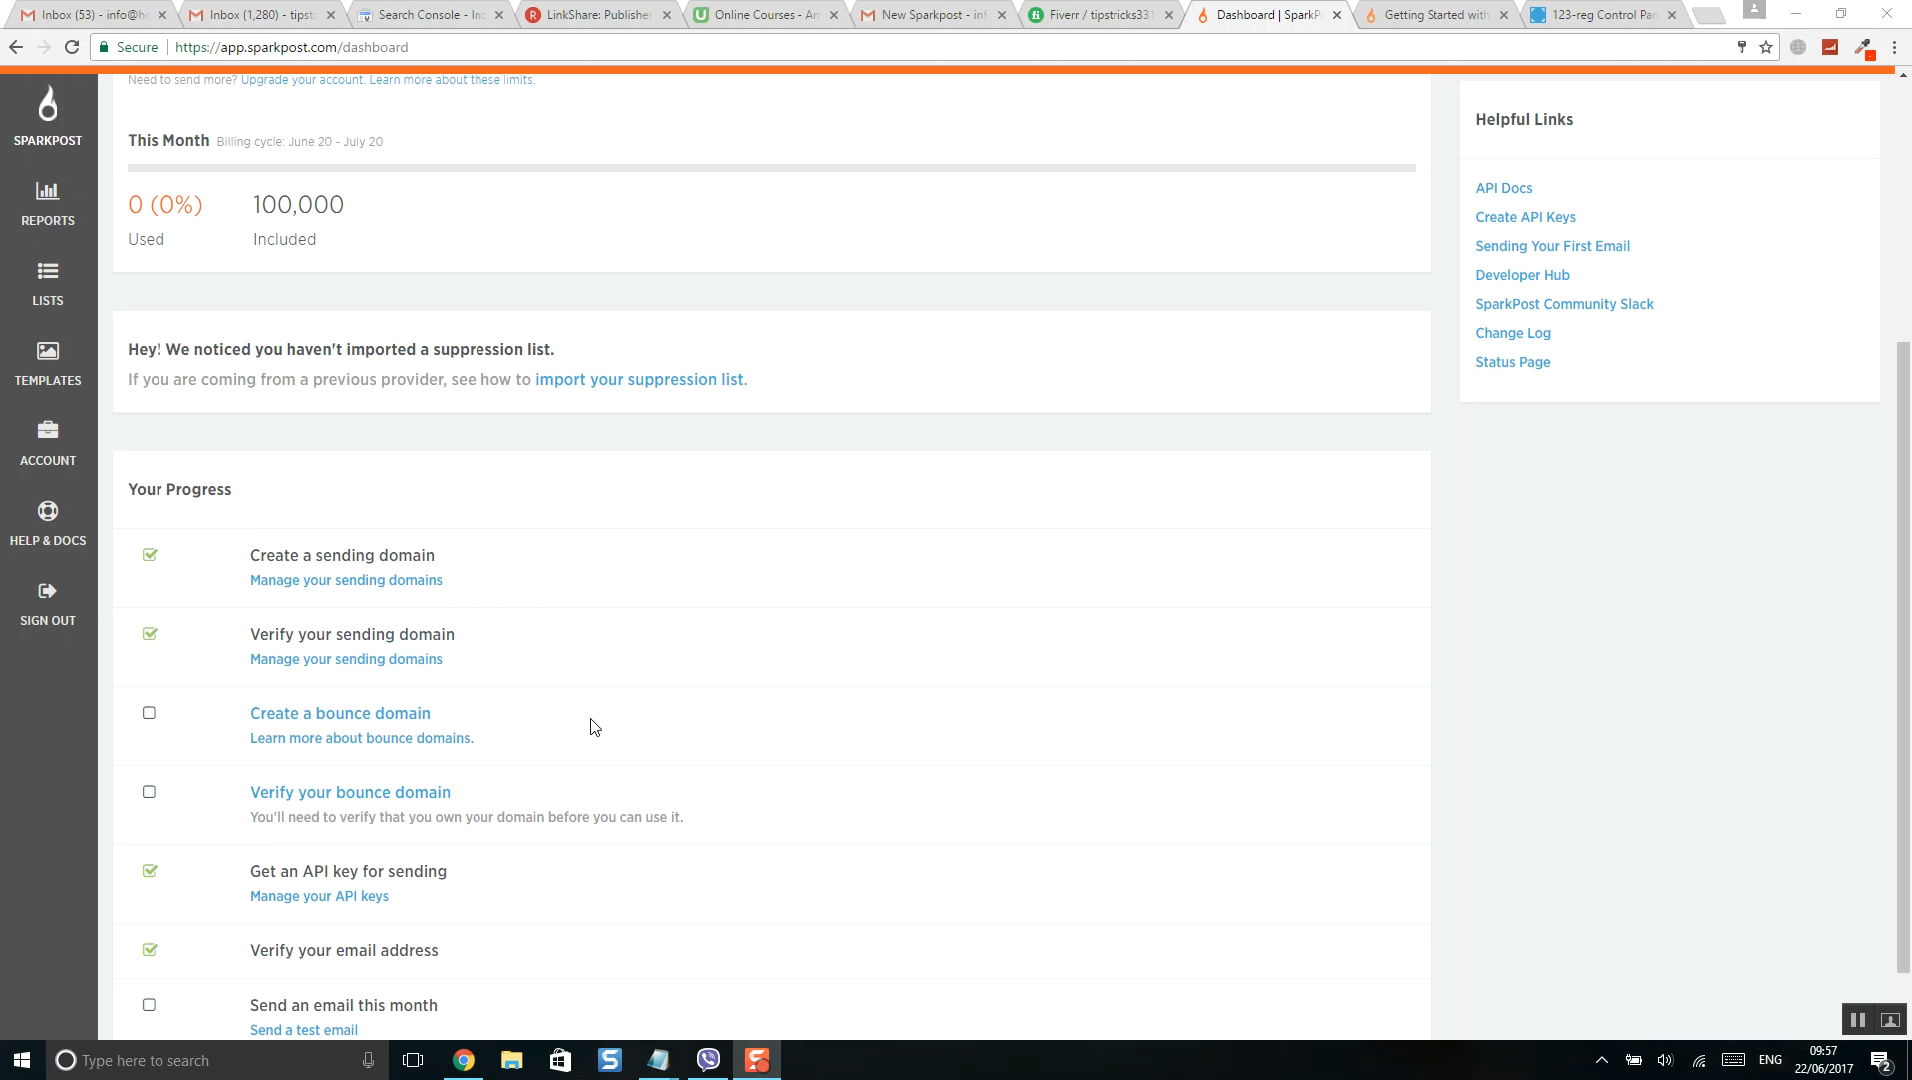 Inbox (53) - info@h
Inbox (1,280) - tipst
Search Console - In
LinkShare: Publisher
Online Courses - An
New Sparkpost - inf
Fiverr / tipstricks331
Dashboard | SparkP
Getting Started with
123-reg Control Pan
Secure
https://app.sparkpost.com/dashboard
Need to send more? Upgrade your account. Learn more about these limits.
SPARKPOST
REPORTS
LISTS
TEMPLATES
ACCOUNT
HELP & DOCS
SIGN OUT
This Month Billing cycle: June 20 - July 20
0 (0%) 100,000
Used Included
Hey! We noticed you haven't imported a suppression list.
If you are coming from a previous provider, see how to import your suppression list.
Your Progress
Create a sending domain
Manage your sending domains
Verify your sending domain
Manage your sending domains
Create a bounce domain
Learn more about bounce domains.
Verify your bounce domain
You'll need to verify that you own your domain before you can use it.
Get an API key for sending
Manage your API keys
Verify your email address
Send an email this month
Send a test email
Helpful Links
API Docs
Create API Keys
Sending Your First Email
Developer Hub
SparkPost Community Slack
Change Log
Status Page
Type here to search
ENG
09:57
22/06/2017
2